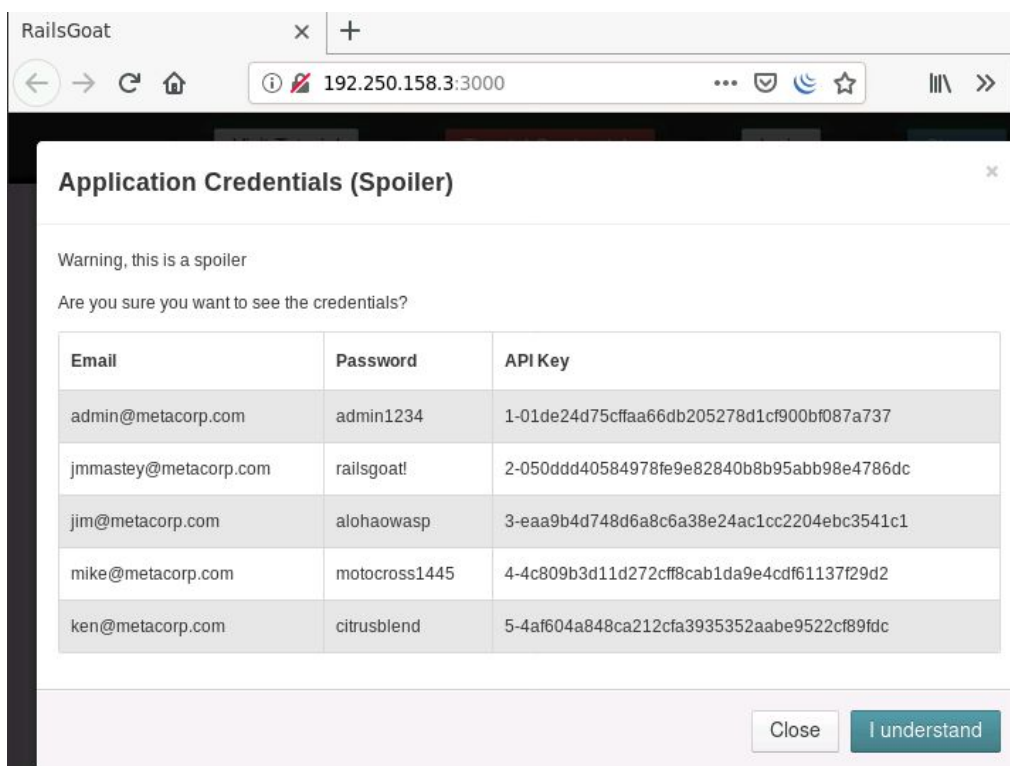 RailsGoat
192.250.158.3:3000
Application Credentials (Spoiler)
Warning, this is a spoiler
Are you sure you want to see the credentials?
Email Password API Key
admin@metacorp.com admin1234 1-01de24d75cffaa66db205278d1cf900bf087a737
jmmastey@metacorp.com railsgoat! 2-050ddd40584978fe9e82840b8b95abb98e4786dc
jim@metacorp.com alohaowasp 3-eaa9b4d748d6a8c6a38e24ac1cc2204ebc3541c1
mike@metacorp.com motocross1445 4-4c809b3d11d272cff8cab1da9e4cdf61137f29d2
ken@metacorp.com citrusblend 5-4af604a848ca212cfa3935352aabe9522cf89fdc
Close I understand